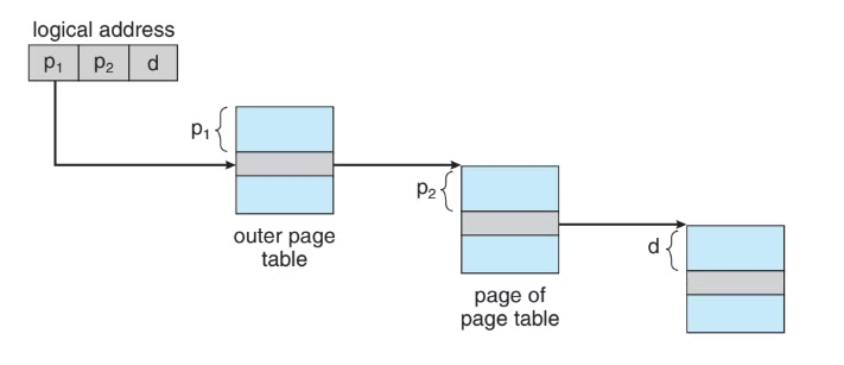 logical address
p₁ p₂ d
p₁
outer page
table
p₂
page of
page table
d